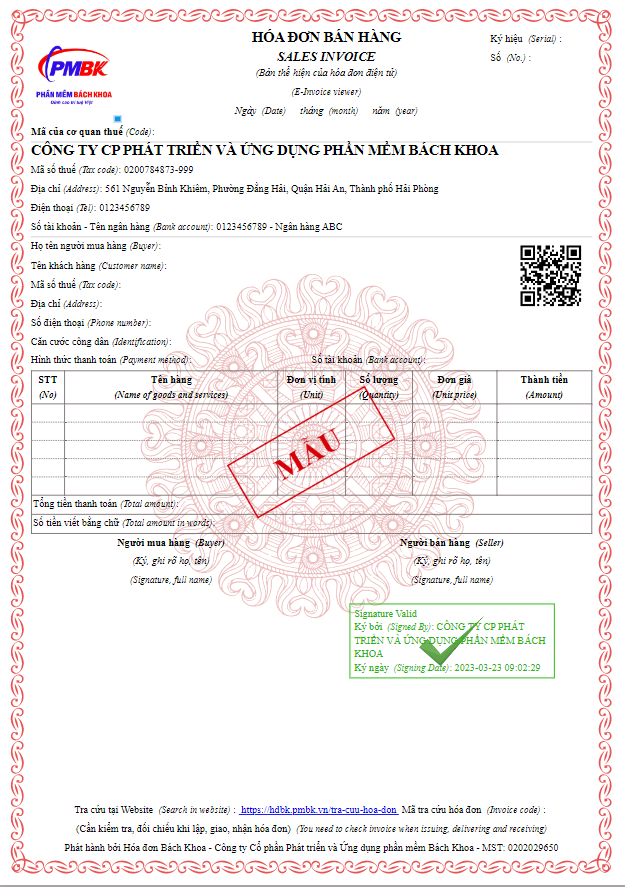 HÓA ĐƠN BÁN HÀNG
SALES INVOICE
(Bản thể hiện của hóa đơn điện tử)
(E-Invoice viewer)
Ngày (Date) tháng (month) năm (year)
Ký hiệu (Serial) :
Số (No.) :
PMBK
PHẦN MỀM BÁCH KHOA
Đỉnh cao trí tuệ Việt
Mã của cơ quan thuế (Code):
CÔNG TY CP PHÁT TRIỂN VÀ ỨNG DỤNG PHẦN MỀM BÁCH KHOA
Mã số thuế (Tax code): 0200784873-999
Địa chỉ (Address): 561 Nguyễn Bỉnh Khiêm, Phường Đằng Hải, Quận Hải An, Thành phố Hải Phòng
Điện thoại (Tel): 0123456789
Số tài khoản - Tên ngân hàng (Bank account): 0123456789 - Ngân hàng ABC
Họ tên người mua hàng (Buyer):
Tên khách hàng (Customer name):
Mã số thuế (Tax code):
Địa chỉ (Address):
Số điện thoại (Phone number):
Căn cước công dân (Identification):
Hình thức thanh toán (Payment method): Số tài khoản (Bank account):
STT Tên hàng Đơn vị tính Số lượng Đơn giá Thành tiền
(No) (Name of goods and services) (Unit) (Quantity) (Unit price) (Amount)
MẪU
Tổng tiền thanh toán (Total amount):
Số tiền viết bằng chữ (Total amount in words):
Người mua hàng (Buyer) Người bán hàng (Seller)
(Ký, ghi rõ họ, tên) (Ký, ghi rõ họ, tên)
(Signature, full name) (Signature, full name)
Signature Valid
Ký bởi (Signed By): CÔNG TY CP PHÁT
TRIỂN VÀ ỨNG DỤNG PHẦN MỀM BÁCH
KHOA
Ký ngày (Signing Date): 2023-03-23 09:02:29
Tra cứu tại Website (Search in website) : https://hdbk.pmbk.vn/tra-cuu-hoa-don Mã tra cứu hóa đơn (Invoice code) :
(Cần kiểm tra, đối chiếu khi lập, giao, nhận hóa đơn) (You need to check invoice when issuing, delivering and receiving)
Phát hành bởi Hóa đơn Bách Khoa - Công ty Cổ phần Phát triển và Ứng dụng phần mềm Bách Khoa - MST: 0202029650